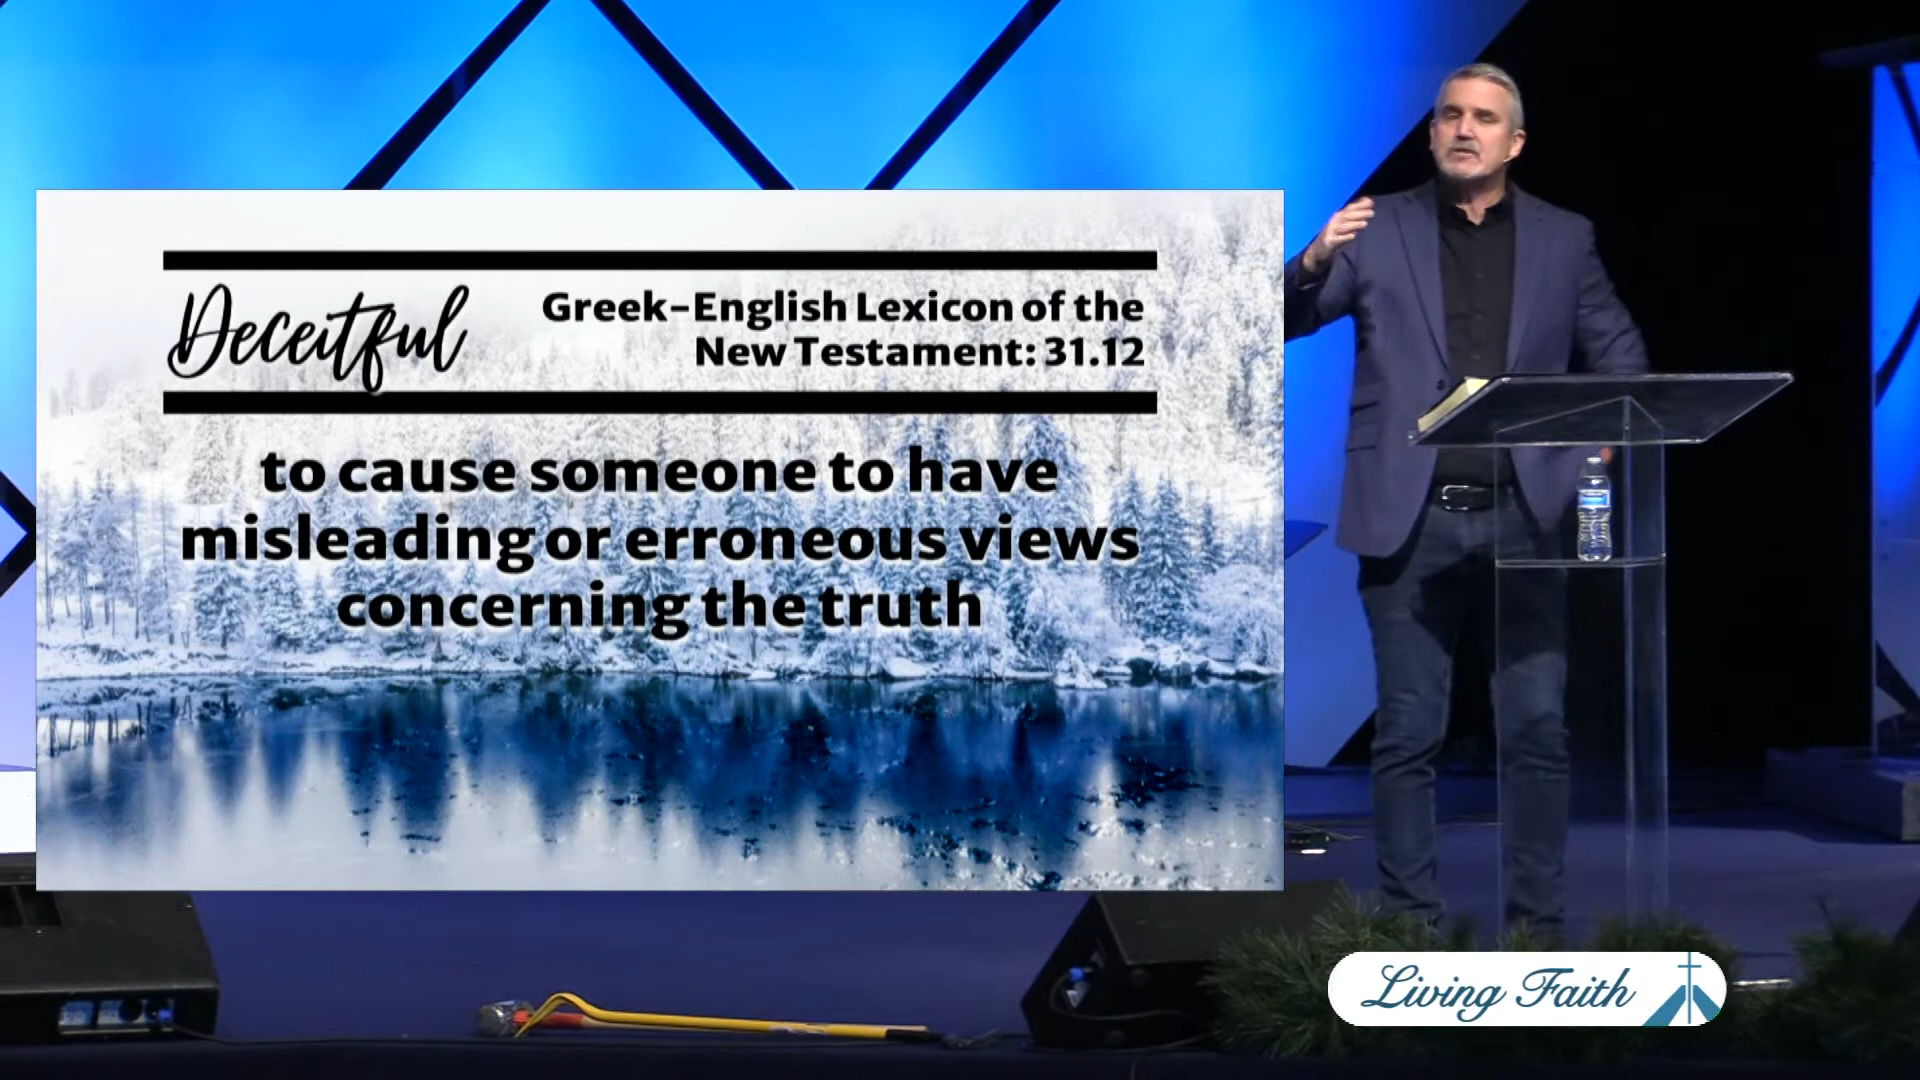 Deceitful
Greek-English Lexicon of the
New Testament: 31.12
to cause someone to have
misleading or erroneous views
concerning the truth
Living Faith